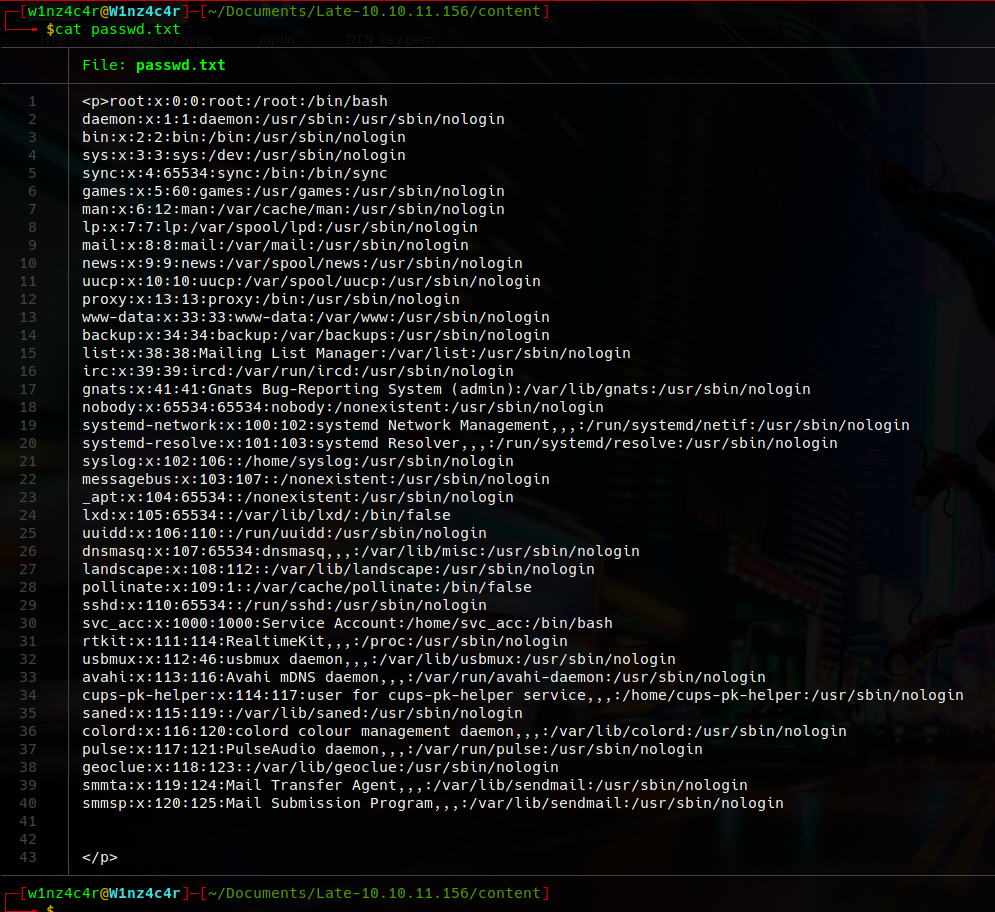 ┌─[w1nz4c4r@W1nz4c4r]─[~/Documents/Late-10.10.11.156/content]
└──╼ $cat passwd.txt
academy.ovpn Joplin DTN_key.pem
File: passwd.txt
1 <p>root:x:0:0:root:/root:/bin/bash
2 daemon:x:1:1:daemon:/usr/sbin:/usr/sbin/nologin
3 bin:x:2:2:bin:/bin:/usr/sbin/nologin
4 sys:x:3:3:sys:/dev:/usr/sbin/nologin
5 sync:x:4:65534:sync:/bin:/bin/sync
6 games:x:5:60:games:/usr/games:/usr/sbin/nologin
7 man:x:6:12:man:/var/cache/man:/usr/sbin/nologin
8 lp:x:7:7:lp:/var/spool/lpd:/usr/sbin/nologin
9 mail:x:8:8:mail:/var/mail:/usr/sbin/nologin
10 news:x:9:9:news:/var/spool/news:/usr/sbin/nologin
11 uucp:x:10:10:uucp:/var/spool/uucp:/usr/sbin/nologin
12 proxy:x:13:13:proxy:/bin:/usr/sbin/nologin
13 www-data:x:33:33:www-data:/var/www:/usr/sbin/nologin
14 backup:x:34:34:backup:/var/backups:/usr/sbin/nologin
15 list:x:38:38:Mailing List Manager:/var/list:/usr/sbin/nologin
16 irc:x:39:39:ircd:/var/run/ircd:/usr/sbin/nologin
17 gnats:x:41:41:Gnats Bug-Reporting System (admin):/var/lib/gnats:/usr/sbin/nologin
18 nobody:x:65534:65534:nobody:/nonexistent:/usr/sbin/nologin
19 systemd-network:x:100:102:systemd Network Management,,,:/run/systemd/netif:/usr/sbin/nologin
20 systemd-resolve:x:101:103:systemd Resolver,,,:/run/systemd/resolve:/usr/sbin/nologin
21 syslog:x:102:106::/home/syslog:/usr/sbin/nologin
22 messagebus:x:103:107::/nonexistent:/usr/sbin/nologin
23 _apt:x:104:65534::/nonexistent:/usr/sbin/nologin
24 lxd:x:105:65534::/var/lib/lxd/:/bin/false
25 uuidd:x:106:110::/run/uuidd:/usr/sbin/nologin
26 dnsmasq:x:107:65534:dnsmasq,,,:/var/lib/misc:/usr/sbin/nologin
27 landscape:x:108:112::/var/lib/landscape:/usr/sbin/nologin
28 pollinate:x:109:1::/var/cache/pollinate:/bin/false
29 sshd:x:110:65534::/run/sshd:/usr/sbin/nologin
30 svc_acc:x:1000:1000:Service Account:/home/svc_acc:/bin/bash
31 rtkit:x:111:114:RealtimeKit,,,:/proc:/usr/sbin/nologin
32 usbmux:x:112:46:usbmux daemon,,,:/var/lib/usbmux:/usr/sbin/nologin
33 avahi:x:113:116:Avahi mDNS daemon,,,:/var/run/avahi-daemon:/usr/sbin/nologin
34 cups-pk-helper:x:114:117:user for cups-pk-helper service,,,:/home/cups-pk-helper:/usr/sbin/nologin
35 saned:x:115:119::/var/lib/saned:/usr/sbin/nologin
36 colord:x:116:120:colord colour management daemon,,,:/var/lib/colord:/usr/sbin/nologin
37 pulse:x:117:121:PulseAudio daemon,,,:/var/run/pulse:/usr/sbin/nologin
38 geoclue:x:118:123::/var/lib/geoclue:/usr/sbin/nologin
39 smmta:x:119:124:Mail Transfer Agent,,,:/var/lib/sendmail:/usr/sbin/nologin
40 smmsp:x:120:125:Mail Submission Program,,,:/var/lib/sendmail:/usr/sbin/nologin
41
42
43 </p>
┌─[w1nz4c4r@W1nz4c4r]─[~/Documents/Late-10.10.11.156/content]
└──╼ $